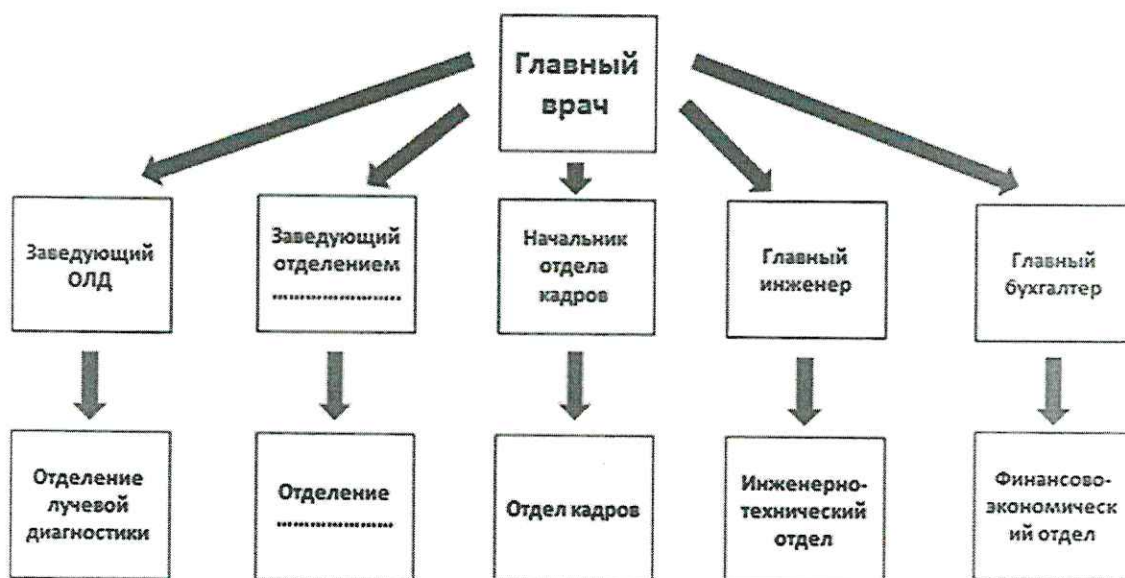 Главный
врач
Заведующий
ОЛД
Заведующий
отделением
........................
Начальник
отдела
кадров
Главный
инженер
Главный
бухгалтер
Отделение
лучевой
диагностики
Отделение
......................
Отдел кадров
Инженерно-
технический
отдел
Финансово-
экономическ
ий отдел